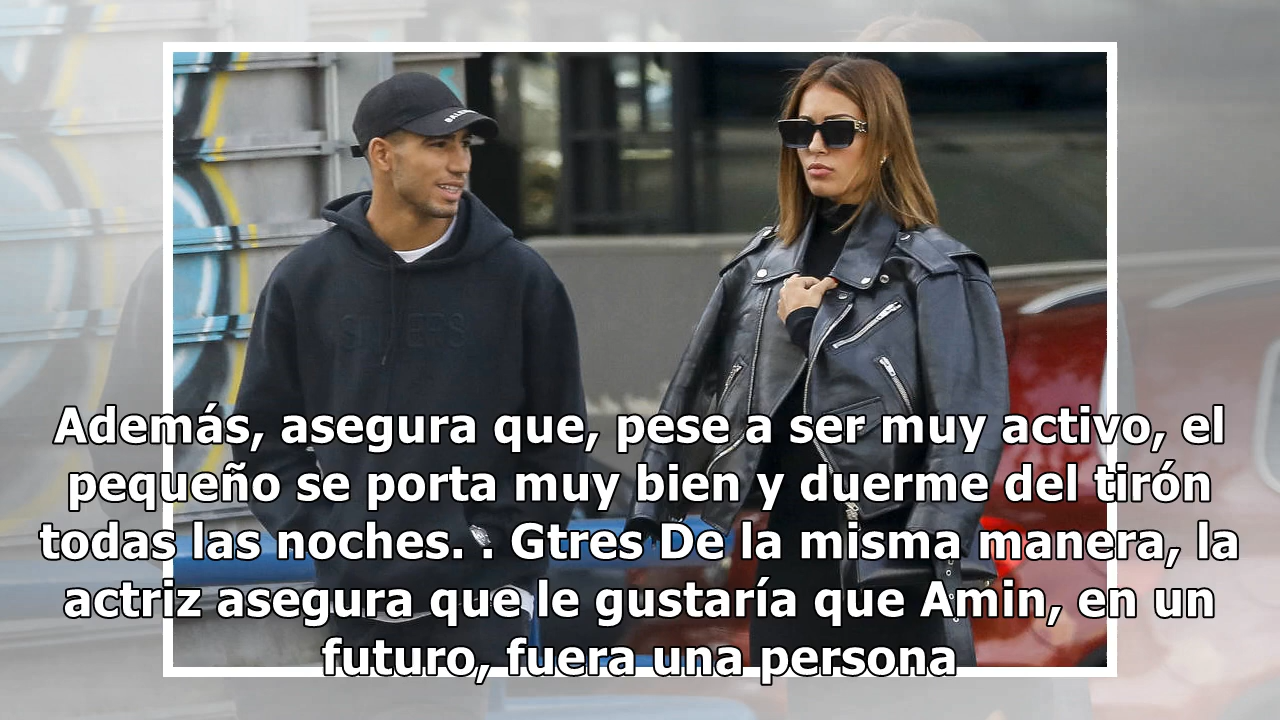 Además, asegura que, pese a ser muy activo, el
pequeño se porta muy bien y duerme del tirón
todas las noches. . Gtres De la misma manera, la
actriz asegura que le gustaría que Amin, en un
futuro, fuera una persona